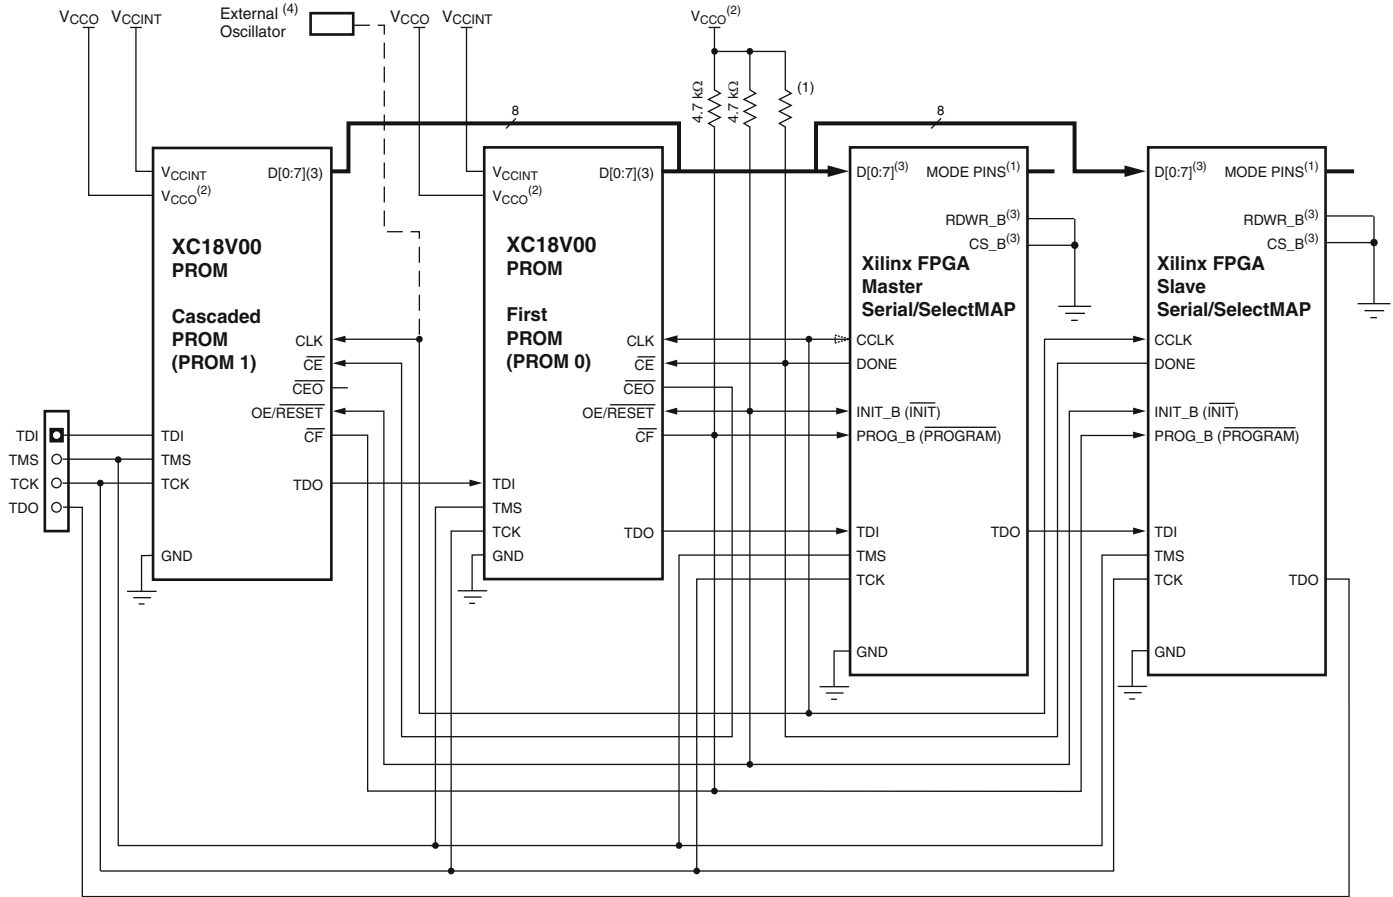 VCCO VCCINT
External (4)
Oscillator
VCCO VCCINT
VCCO(2)
4.7 kΩ
4.7 kΩ
(1)
8
8
VCCINT
VCCO(2)
D[0:7](3)
XC18V00
PROM
Cascaded
PROM
(PROM 1)
CLK
CE
CEO
OE/RESET
CF
TDI
TMS
TCK
TDO
GND
VCCINT
VCCO(2)
D[0:7](3)
XC18V00
PROM
First
PROM
(PROM 0)
CLK
CE
CEO
OE/RESET
CF
TDI
TMS
TCK
TDO
GND
D[0:7](3)
MODE PINS(1)
RDWR_B(3)
CS_B(3)
Xilinx FPGA
Master
Serial/SelectMAP
CCLK
DONE
INIT_B (INIT)
PROG_B (PROGRAM)
TDI
TMS
TCK
TDO
GND
D[0:7](3)
MODE PINS(1)
RDWR_B(3)
CS_B(3)
Xilinx FPGA
Slave
Serial/SelectMAP
CCLK
DONE
INIT_B (INIT)
PROG_B (PROGRAM)
TDI
TMS
TCK
TDO
GND
TDI
TMS
TCK
TDO